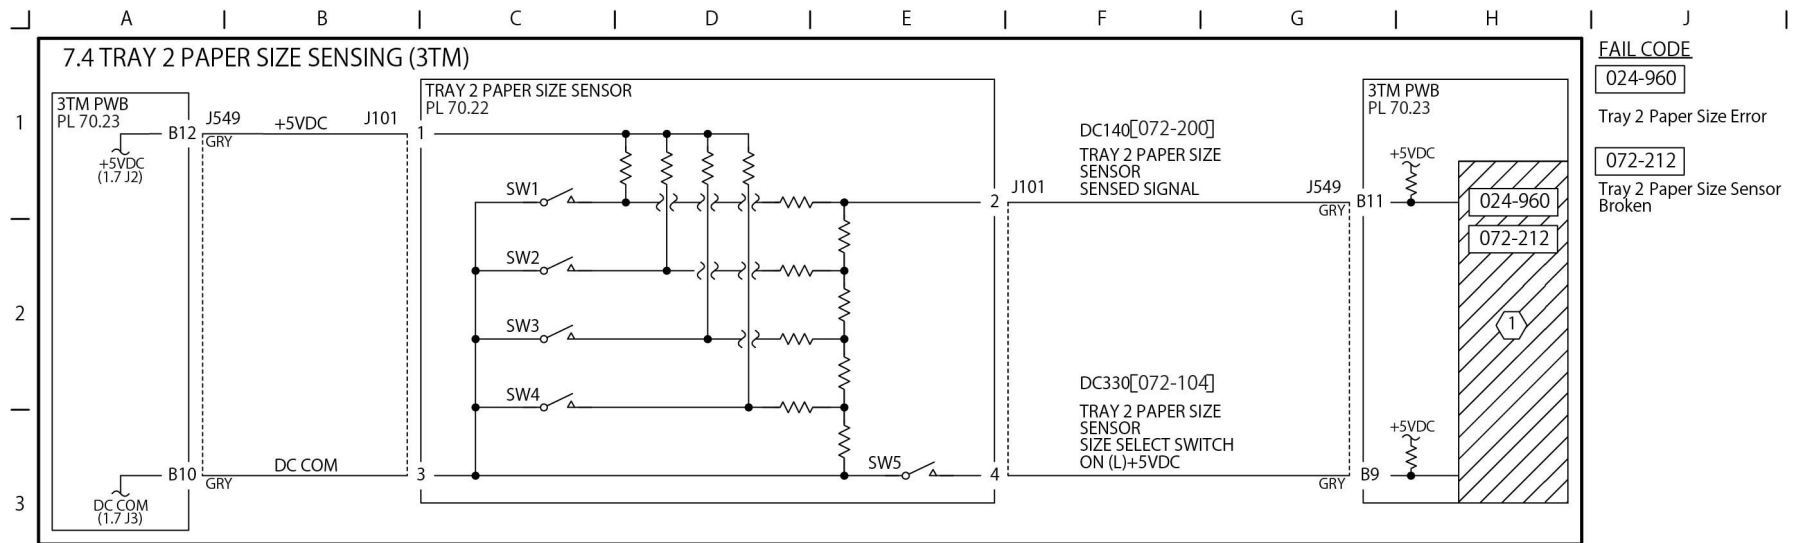 A B C D E F G H J
7.4 TRAY 2 PAPER SIZE SENSING (3TM)
1
2
3
3TM PWB
PL 70.23
B12
+5VDC
(1.7 J2)
B10
DC COM
(1.7 J3)
J549
GRY
+5VDC
J101
GRY
DC COM
TRAY 2 PAPER SIZE SENSOR
PL 70.22
1
SW1
SW2
SW3
SW4
3
SW5
2
4
J101
DC140[072-200]
TRAY 2 PAPER SIZE
SENSOR
SENSED SIGNAL
J549
GRY
DC330[072-104]
TRAY 2 PAPER SIZE
SENSOR
SIZE SELECT SWITCH
ON (L)+5VDC
GRY
3TM PWB
PL 70.23
+5VDC
B11
024-960
072-212
1
+5VDC
B9
FAIL CODE
024-960
Tray 2 Paper Size Error
072-212
Tray 2 Paper Size Sensor
Broken